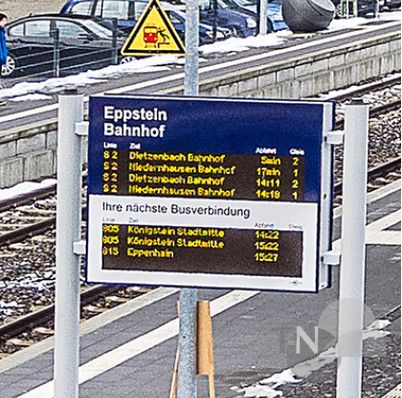 Eppstein
Bahnhof
Linie Ziel Abfahrt Gleis
S 2 Dietzenbach Bahnhof 5min 2
S 2 Niedernhausen Bahnhof 17min 1
S 2 Dietzenbach Bahnhof 14:11 2
S 2 Niedernhausen Bahnhof 14:18 1
Ihre nächste Busverbindung
Linie Ziel Abfahrt Steig
805 Königstein Stadtmitte 14:22
805 Königstein Stadtmitte 15:22
815 Eppenhain 15:27
N